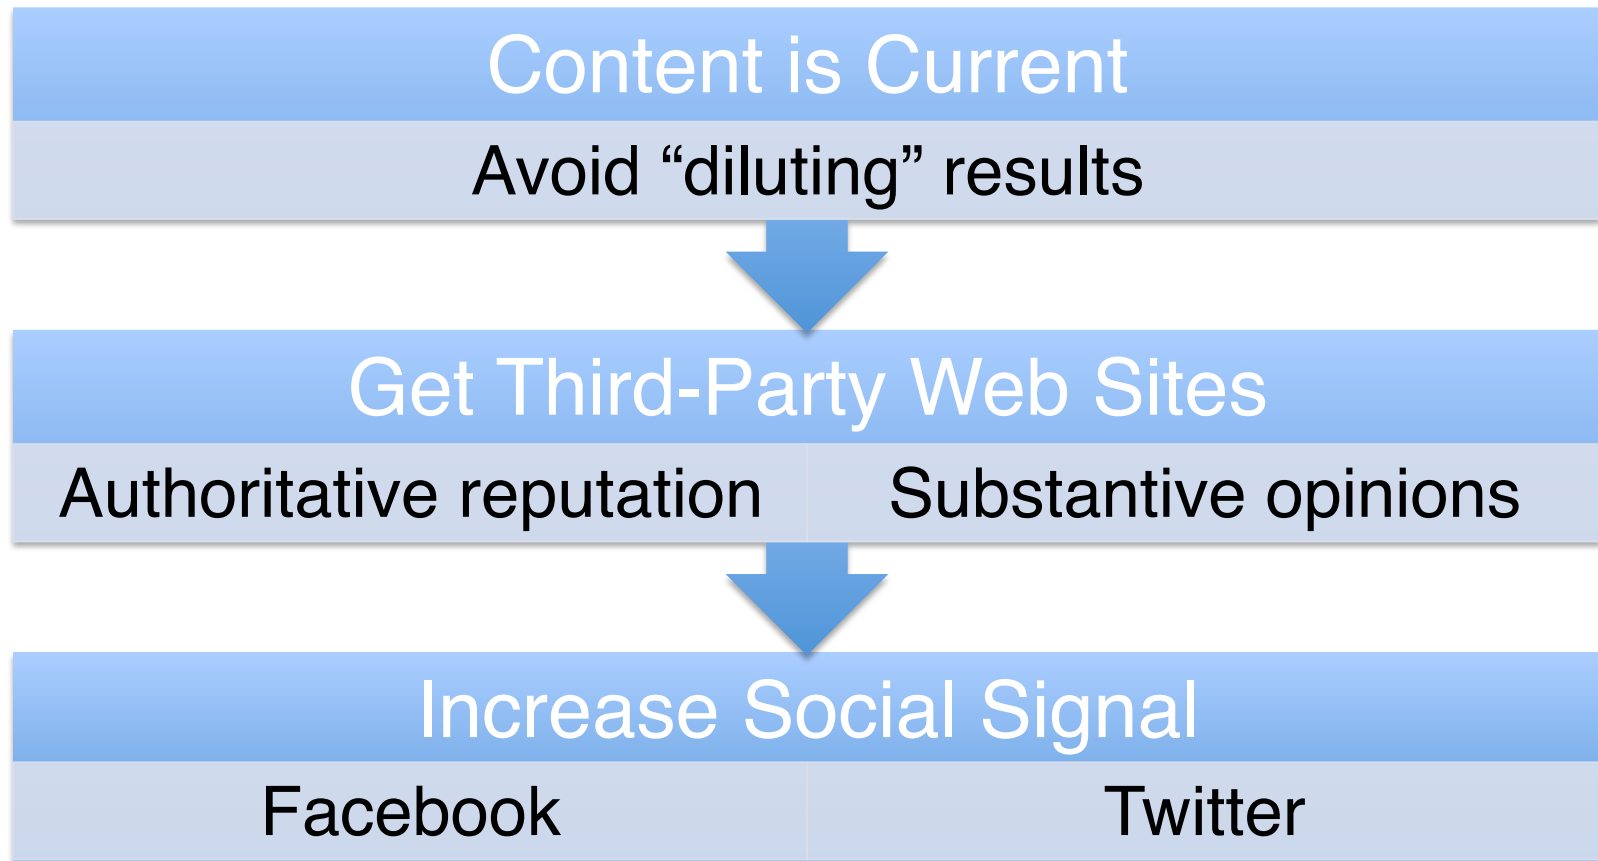 Content is Current
Avoid “diluting” results
Get Third-Party Web Sites
Authoritative reputation
Substantive opinions
Increase Social Signal
Facebook
Twitter